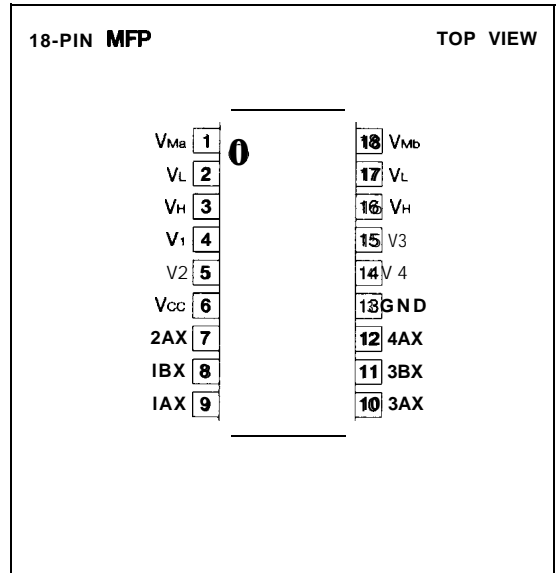 18-PIN MFP TOP VIEW
VMa 1 18 VMb
VL 2 17 VL
VH 3 16 VH
V1 4 15 V3
V2 5 14 V 4
VCC 6 13 GND
2AX 7 12 4AX
IBX 8 11 3BX
IAX 9 10 3AX